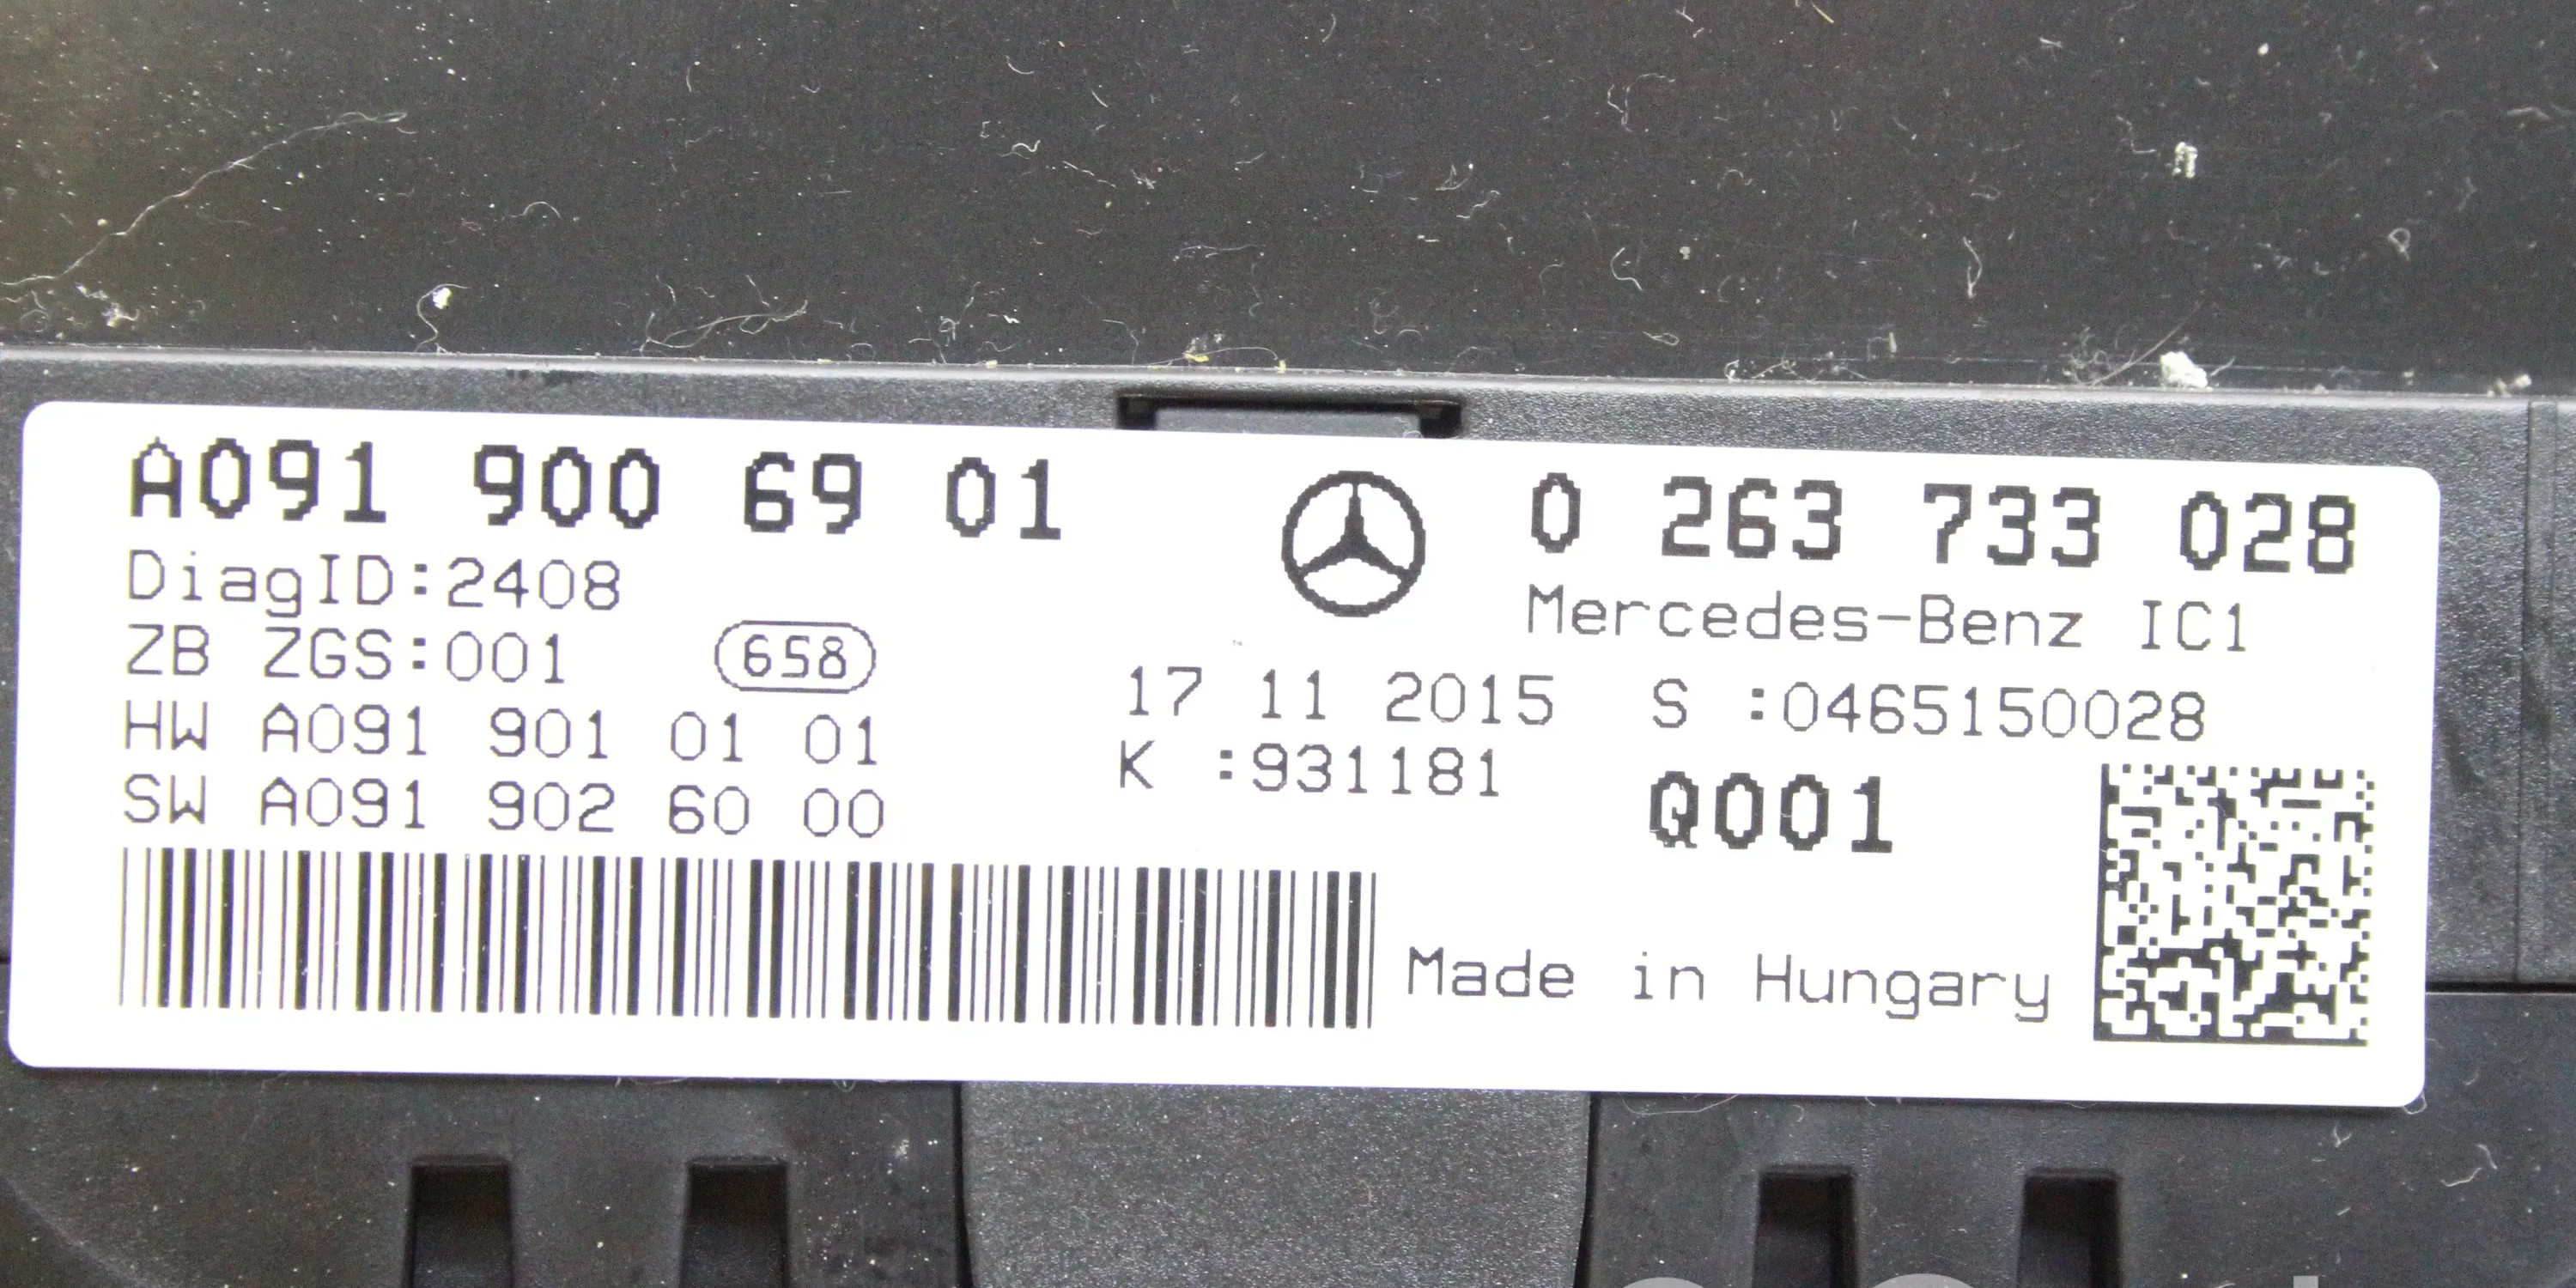 A091 900 69 01
DiagID:2408
ZB ZGS:001 658
HW A091 901 01 01
SW A091 902 60 00
0 263 733 028
Mercedes-Benz IC1
17 11 2015 S :0465150028
K :931181
Q001
Made in Hungary